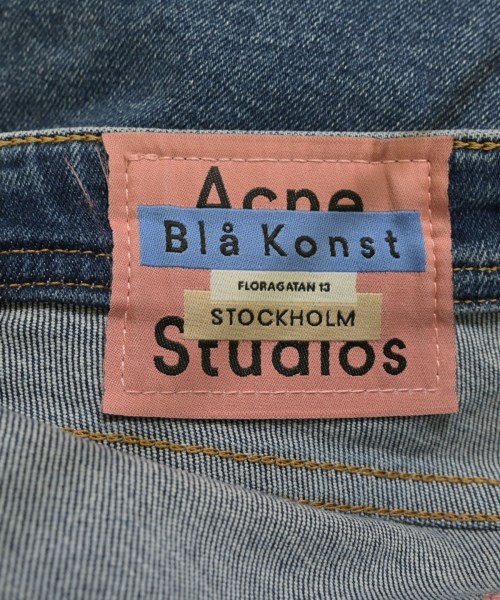 Acne
Blå Konst
FLORAGATAN 13
STOCKHOLM
Studios